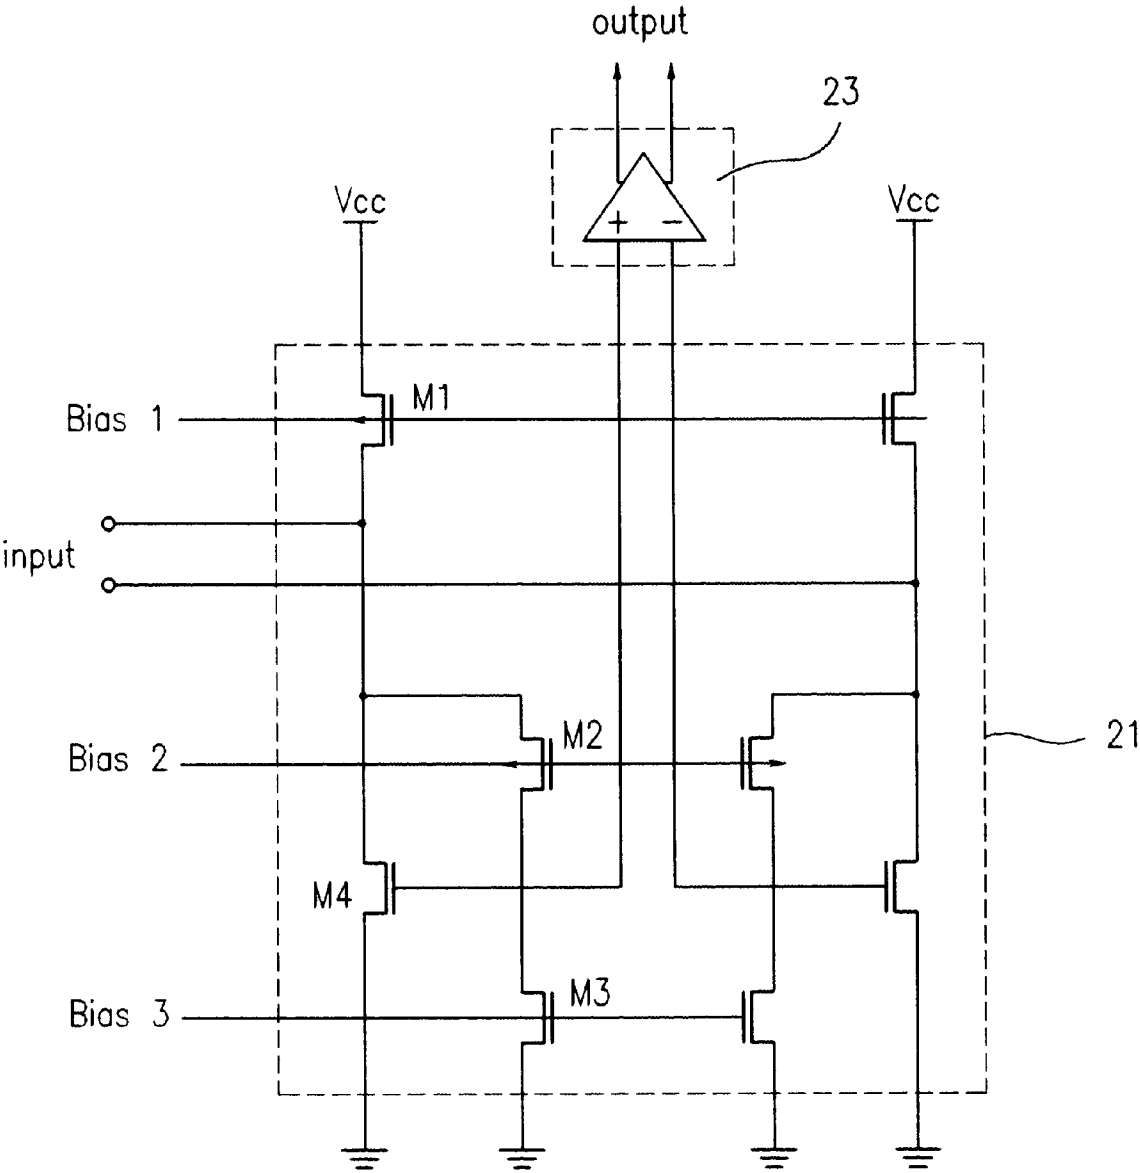 output
23
Vcc
Vcc
+
−
Bias 1
M1
input
Bias 2
M2
21
M4
Bias 3
M3